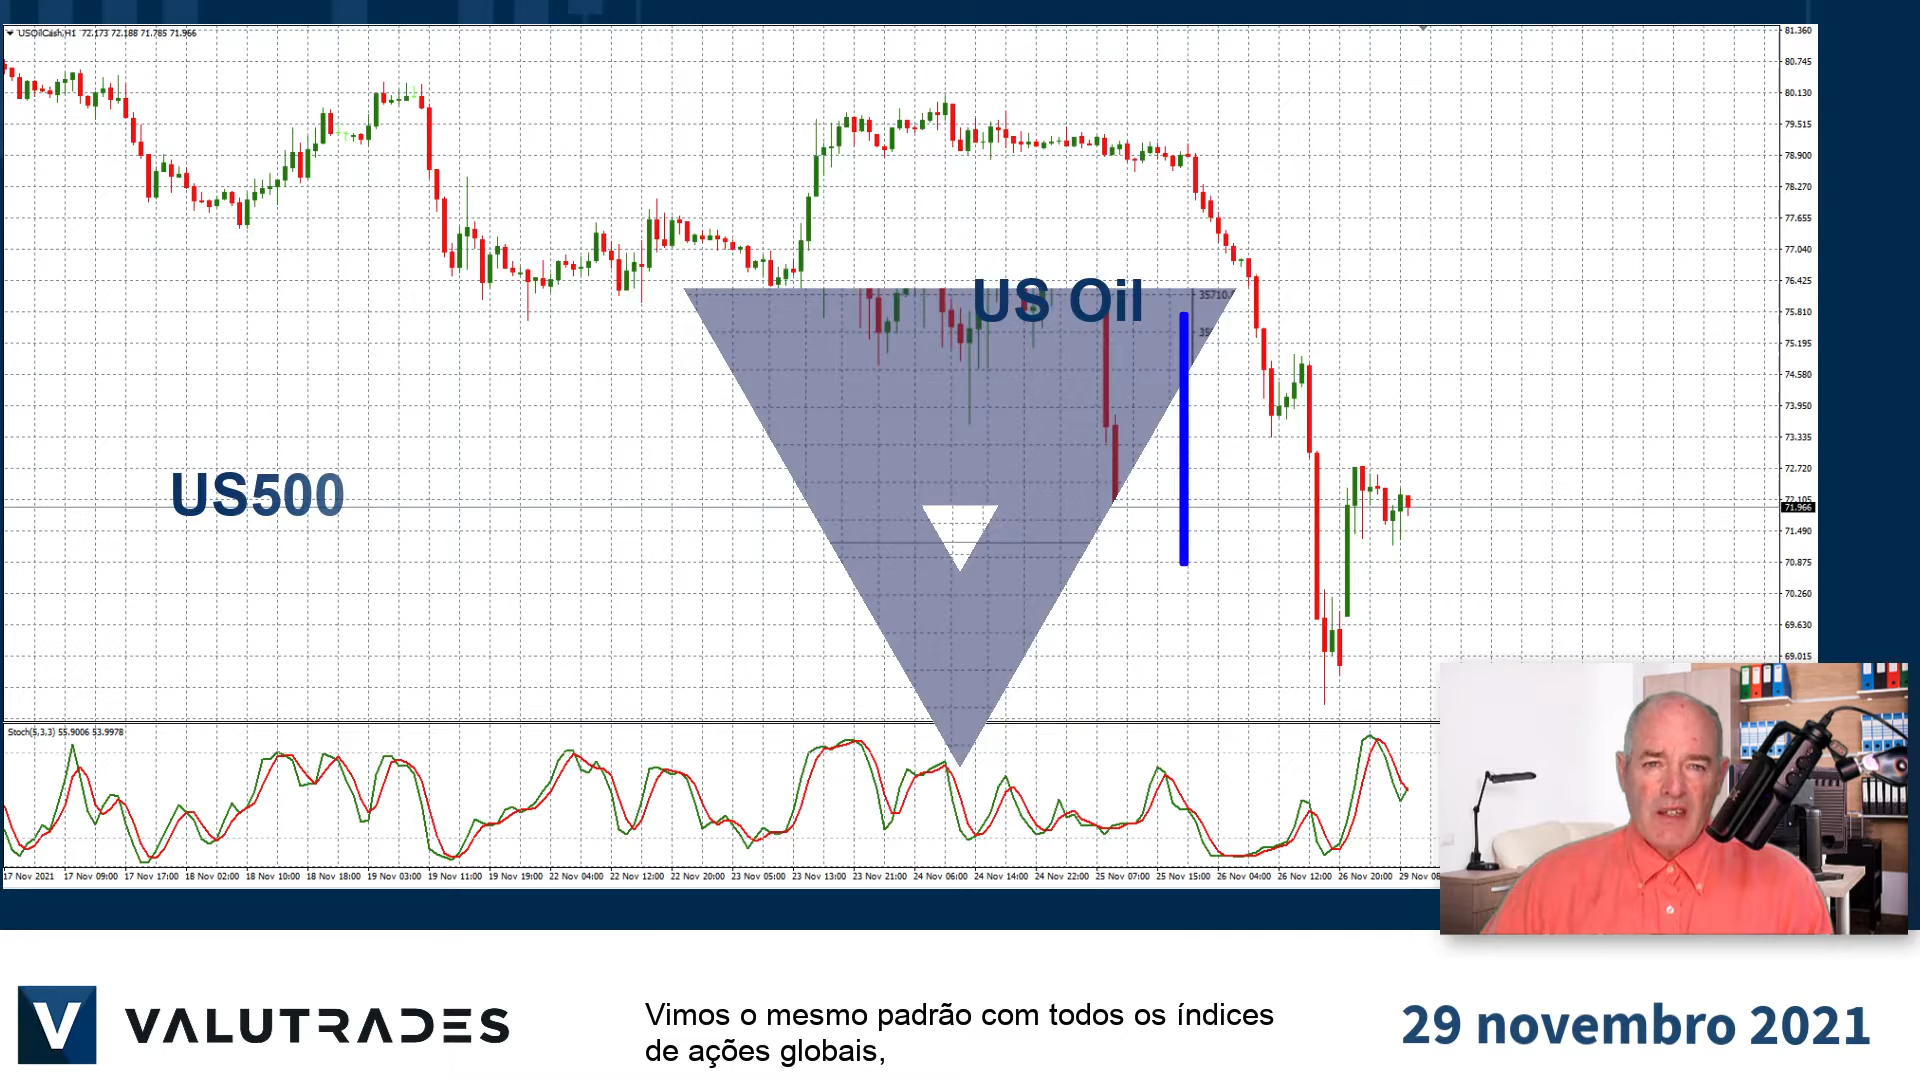 USOilCash,H1 72.173 72.188 71.785 71.966
81.360
80.745
80.130
79.515
78.900
78.270
77.655
77.040
76.425
75.810
75.195
74.580
73.950
73.335
72.720
72.105
71.966
71.490
70.875
70.260
69.630
69.015
US Oil
35710.
US500
Stoch(5,3,3) 55.9006 53.9978
17 Nov 2021 17 Nov 09:00 17 Nov 17:00 18 Nov 02:00 18 Nov 10:00 18 Nov 18:00 19 Nov 03:00 19 Nov 11:00 19 Nov 19:00 22 Nov 04:00 22 Nov 12:00 22 Nov 20:00 23 Nov 05:00 23 Nov 13:00 23 Nov 21:00 24 Nov 06:00 24 Nov 14:00 24 Nov 22:00 25 Nov 07:00 25 Nov 15:00 26 Nov 04:00 26 Nov 12:00 26 Nov 20:00 29 Nov 08
VALUTRADES
Vimos o mesmo padrão com todos os índices
de ações globais,
29 novembro 2021